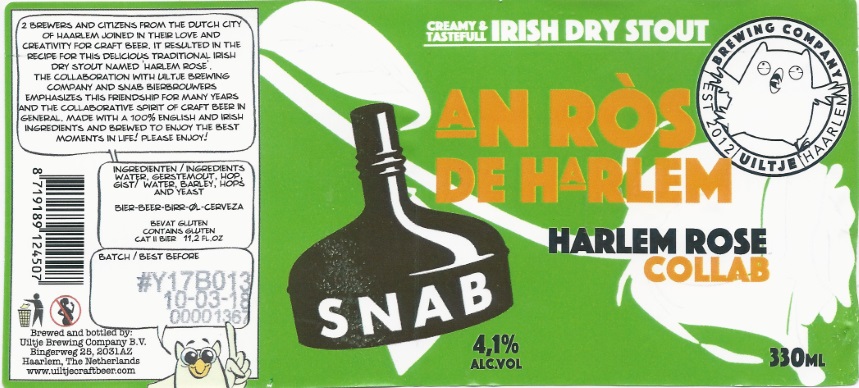 2 BREWERS AND CITIZENS FROM THE DUTCH CITY
OF HAARLEM JOINED IN THEIR LOVE AND
CREATIVITY FOR CRAFT BEER. IT RESULTED IN THE
RECIPE FOR THIS DELICIOUS TRADITIONAL IRISH
DRY STOUT NAMED 'HARLEM ROSE'.
THE COLLABORATION WITH UILTJE BREWING
COMPANY AND SNAB BIERBROUWERS
EMPHASIZES THIS FRIENDSHIP FOR MANY YEARS
AND THE COLLABORATIVE SPIRIT OF CRAFT BEER IN
GENERAL. MADE WITH A 100% ENGLISH AND IRISH
INGREDIENTS AND BREWED TO ENJOY THE BEST
MOMENTS IN LIFE! PLEASE ENJOY!
8 719189 124507
INGREDIENTEN / INGREDIENTS
WATER, GERSTEMOUT, HOP,
GIST/ WATER, BARLEY, HOPS
AND YEAST
BIER-BEER-BIRR-ØL-CERVEZA
BEVAT GLUTEN
CONTAINS GLUTEN
CAT II BIER 11,2 FL.OZ
BATCH / BEST BEFORE
#Y17B013
10-03-18
00001367
Brewed and bottled by:
Uiltje Brewing Company B.V.
Bingerweg 25, 2031AZ
Haarlem, The Netherlands
www.uiltjecraftbeer.com
CREAMY &
TASTEFULL IRISH DRY STOUT
AN RÒS
DE HARLEM
HARLEM ROSE
COLLAB
SNAB
4,1%
ALC.VOL
330ML
BREWING COMPANY
EST 2012 / UILTJE / HAARLEM